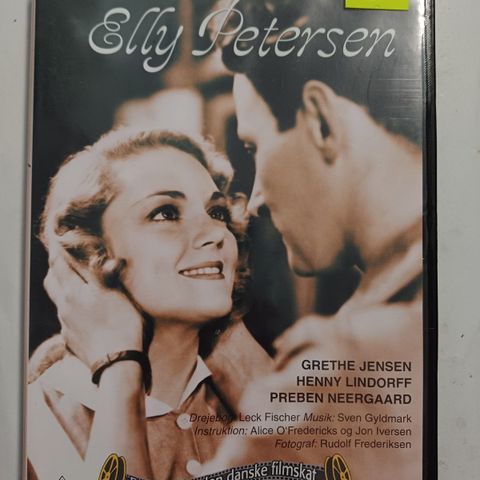 Elly Petersen
GRETHE JENSEN
HENNY LINDORFF
PREBEN NEERGAARD
Drejebog: Leck Fischer Musik: Sven Gyldmark
Instruktion: Alice O'Fredericks og Jon Iversen
Fotograf: Rudolf Frederiksen
danske filmskat